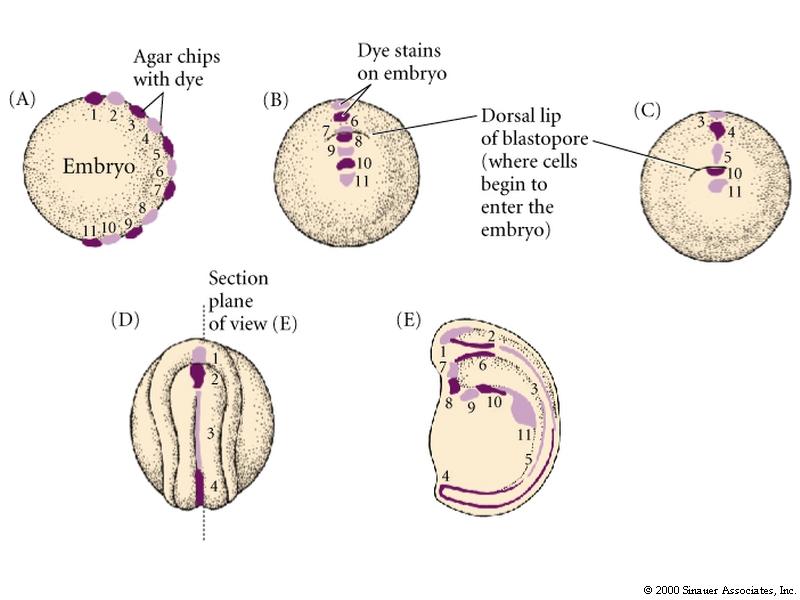 Agar chips
with dye
(A)
1 2 3 4 5 6 7 8 9 10 11
Embryo
Dye stains
on embryo
(B)
6
7
8
9
10
11
Dorsal lip
of blastopore
(where cells
begin to
enter the
embryo)
(C)
3
4
5
10
11
Section
plane
of view (E)
(D)
1
2
3
4
(E)
1
2
7
6
3
8
9
10
11
5
4
© 2000 Sinauer Associates, Inc.